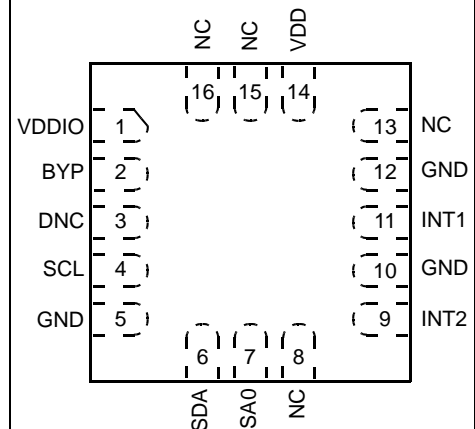 NC NC VDD
16 15 14
VDDIO 1 13 NC
BYP 2 12 GND
DNC 3 11 INT1
SCL 4 10 GND
GND 5 9 INT2
6 7 8
SDA SA0 NC